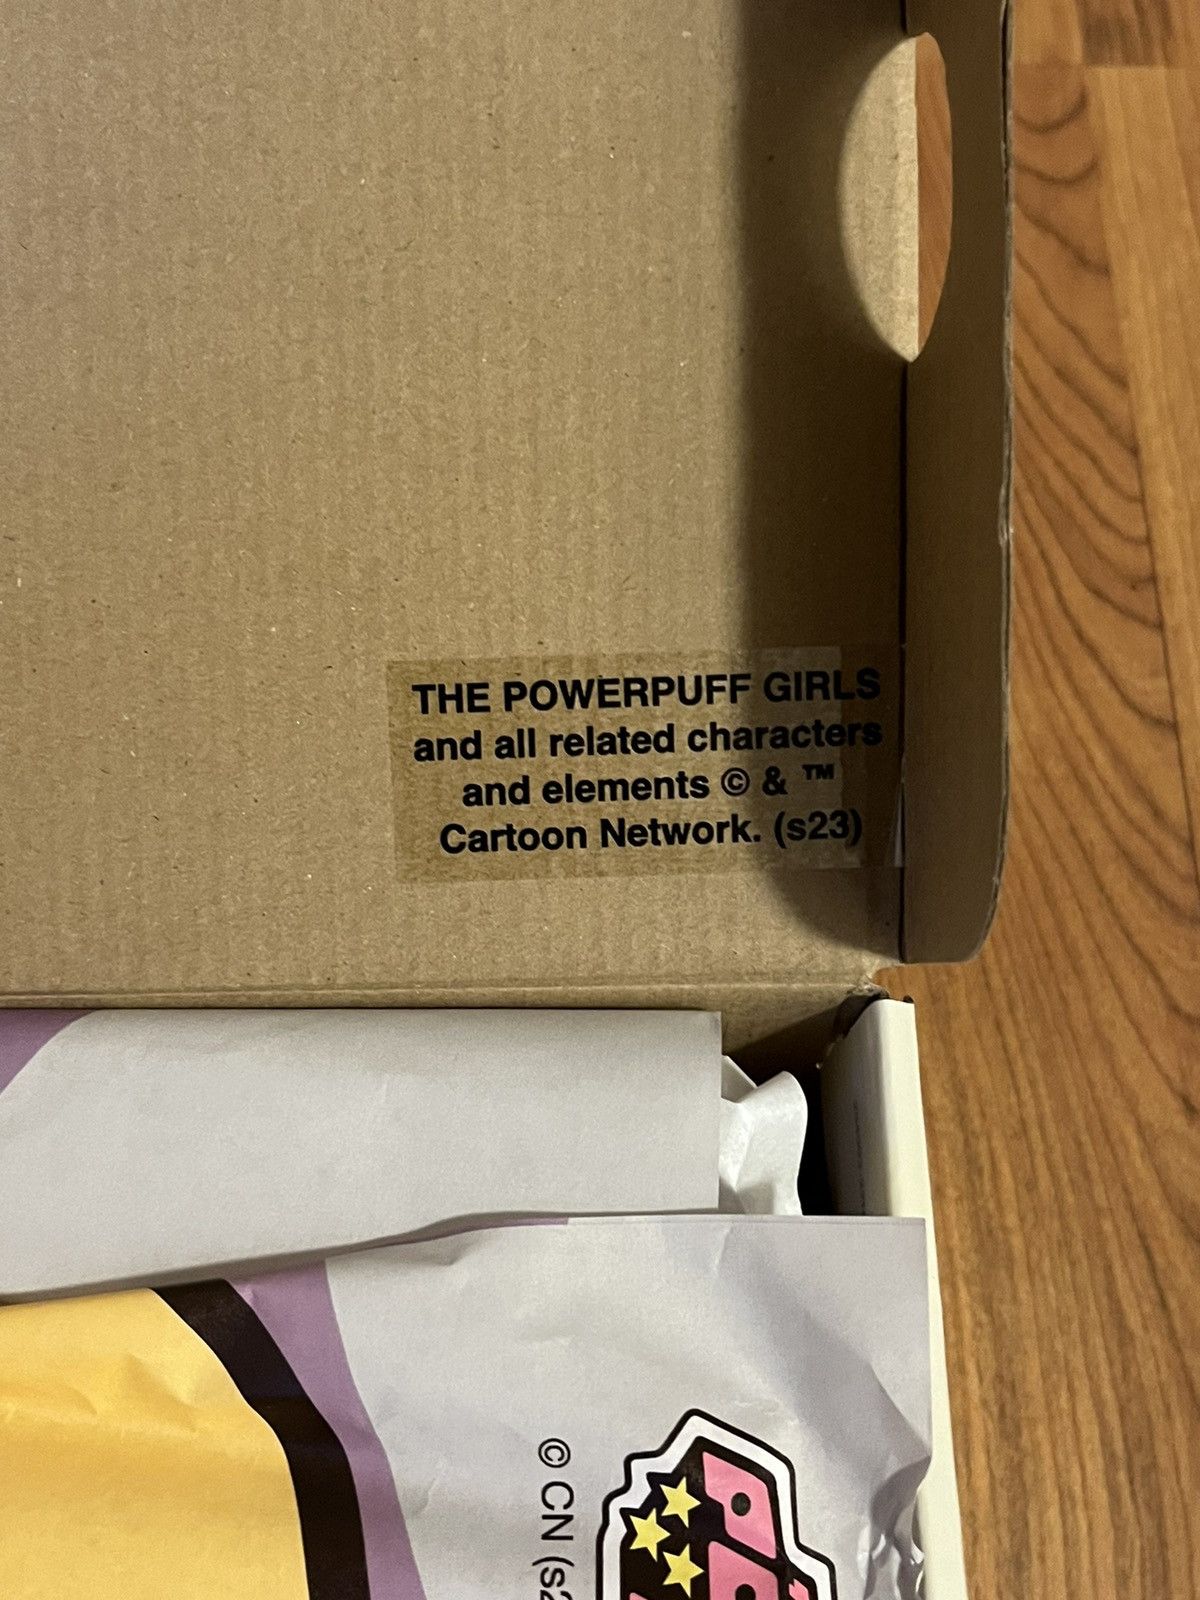 THE POWERPUFF GIRLS
and all related characters
and elements © & ™
Cartoon Network. (s23)
© CN